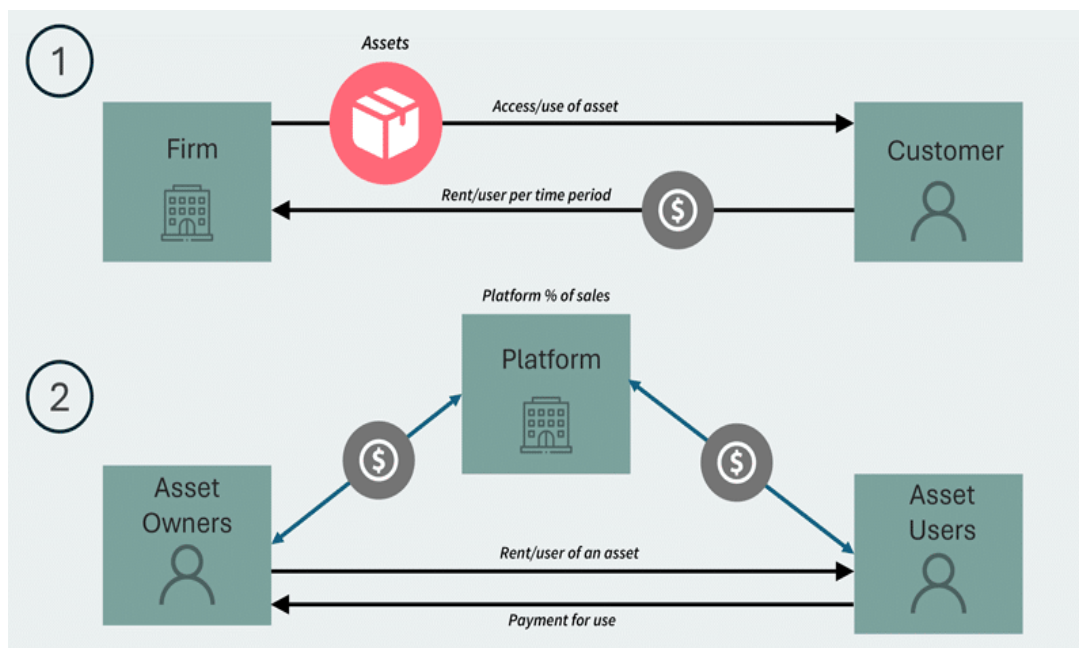 1
Assets
Access/use of asset
Firm
Customer
Rent/user per time period
$
Platform % of sales
Platform
2
$
$
Asset
Owners
Asset
Users
Rent/user of an asset
Payment for use